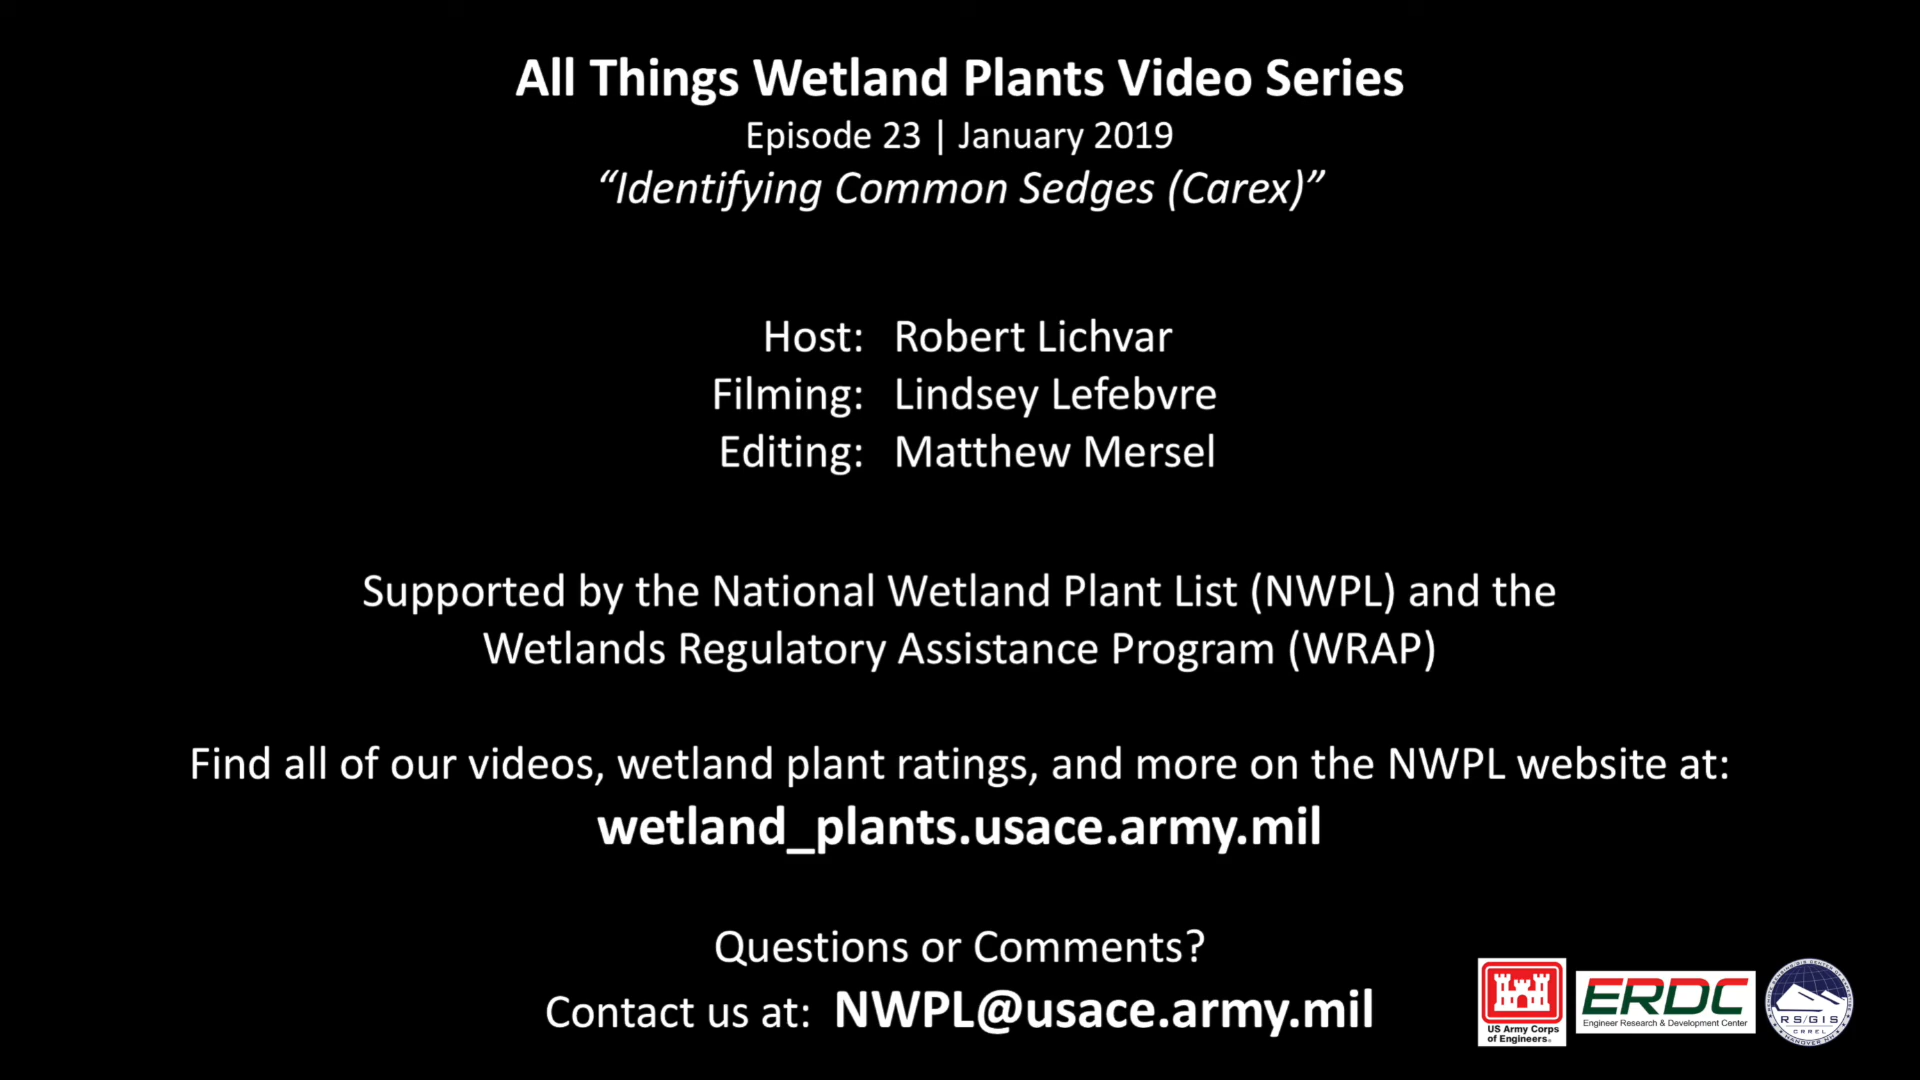 All Things Wetland Plants Video Series
Episode 23 | January 2019
“Identifying Common Sedges (Carex)”
Host: Robert Lichvar
Filming: Lindsey Lefebvre
Editing: Matthew Mersel
Supported by the National Wetland Plant List (NWPL) and the
Wetlands Regulatory Assistance Program (WRAP)
Find all of our videos, wetland plant ratings, and more on the NWPL website at:
wetland_plants.usace.army.mil
Questions or Comments?
Contact us at: NWPL@usace.army.mil
US Army Corps
of Engineers®
ERDC
Engineer Research & Development Center
RS/GIS
CRREL
HANOVER NH